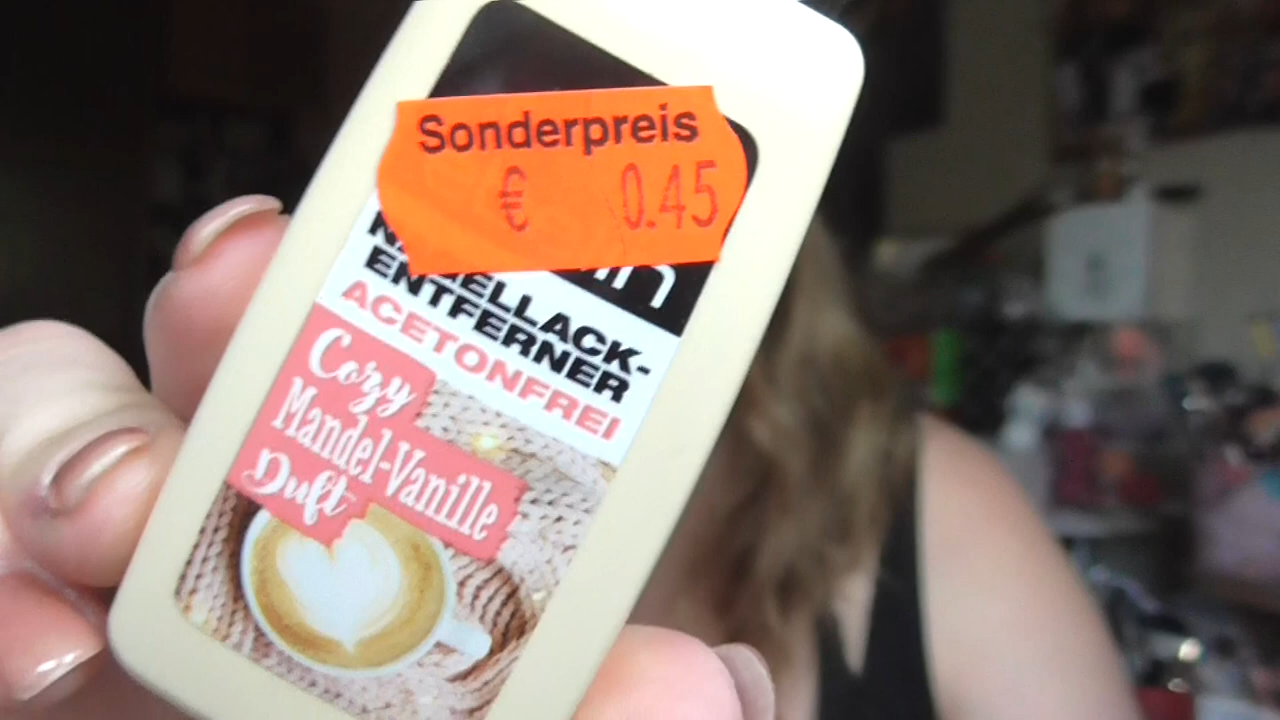 Sonderpreis
€ 0.45
ENTFERNER
ACETONFREI
Cozy
Mandel-Vanille
Duft